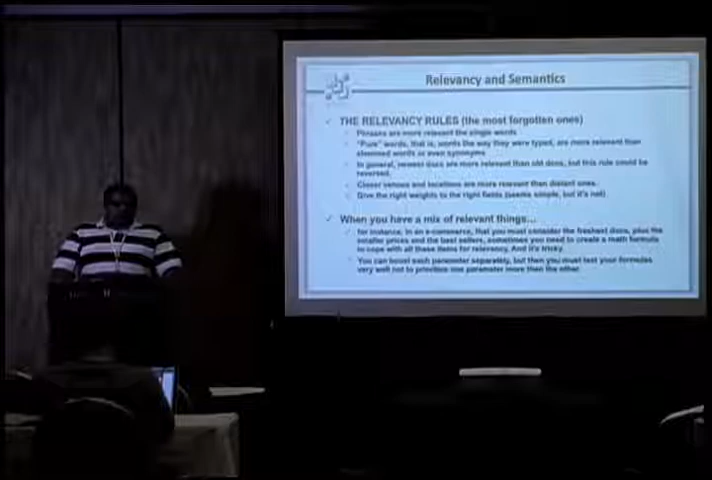 Relevancy and Semantics
THE RELEVANCY RULES (the most forgotten ones)
Phrases are more relevant the single words
"Pure" words, that is, words the way they were typed, are more relevant than
stemmed words or even synonyms
In general, newest docs are more relevant than old docs, but this rule could be
reversed.
Closer venues and locations are more relevant than distant ones.
Give the right weights to the right fields (seems simple, but it's not)
When you have a mix of relevant things...
for instance, in an e-commerce, that you must consider the freshest docs, plus the
smaller prices and the best sellers, sometimes you need to create a math formula
to cope with all these items for relevancy. And it's tricky.
You can boost each parameter separately, but then you must test your formulas
very well not to prioritize one parameter more than the other.